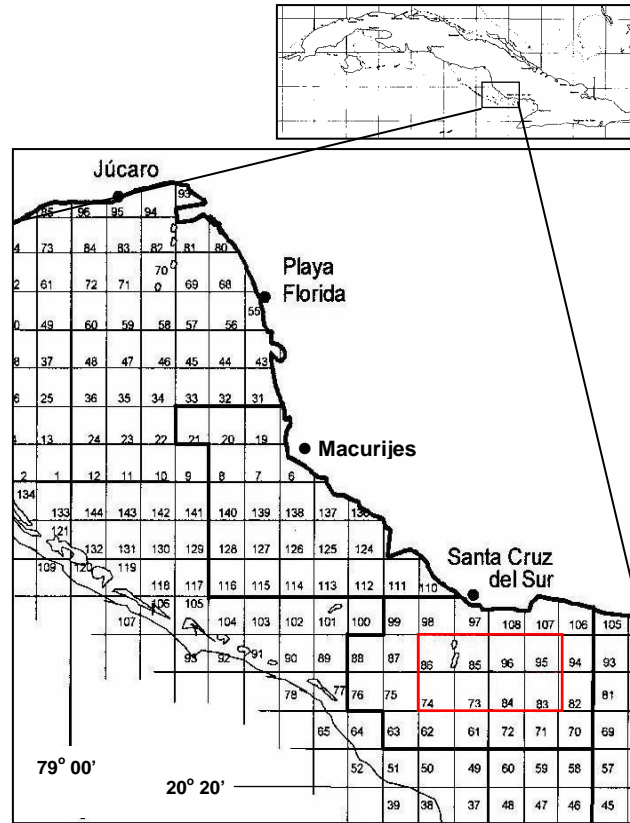 Júcaro
93
85 96 95 94
4 73 84 83 82 81 80
70
2 61 72 71 69 68
Playa
Florida
55
0 49 60 59 58 57 56
8 37 48 47 46 45 44 43
6 25 36 35 34 33 32 31
13 24 23 22 21 20 19
Macurijes
2 1 12 11 10 9 8 7 6
134
133 144 143 142 141 140 139 138 137 136
121
132 131 130 129 128 127 126 125 124
109 120 119
Santa Cruz
del Sur
118 117 116 115 114 113 112 111 110
106 105
107 104 103 102 101 100 99 98 97 108 107 106 105
93 92 91 90 89 88 87 86 85 96 95 94 93
78 77 76 75 74 73 84 83 82 81
65 64 63 62 61 72 71 70 69
79° 00’
52 51 50 49 60 59 58 57
20° 20’
39 38 37 48 47 46 45